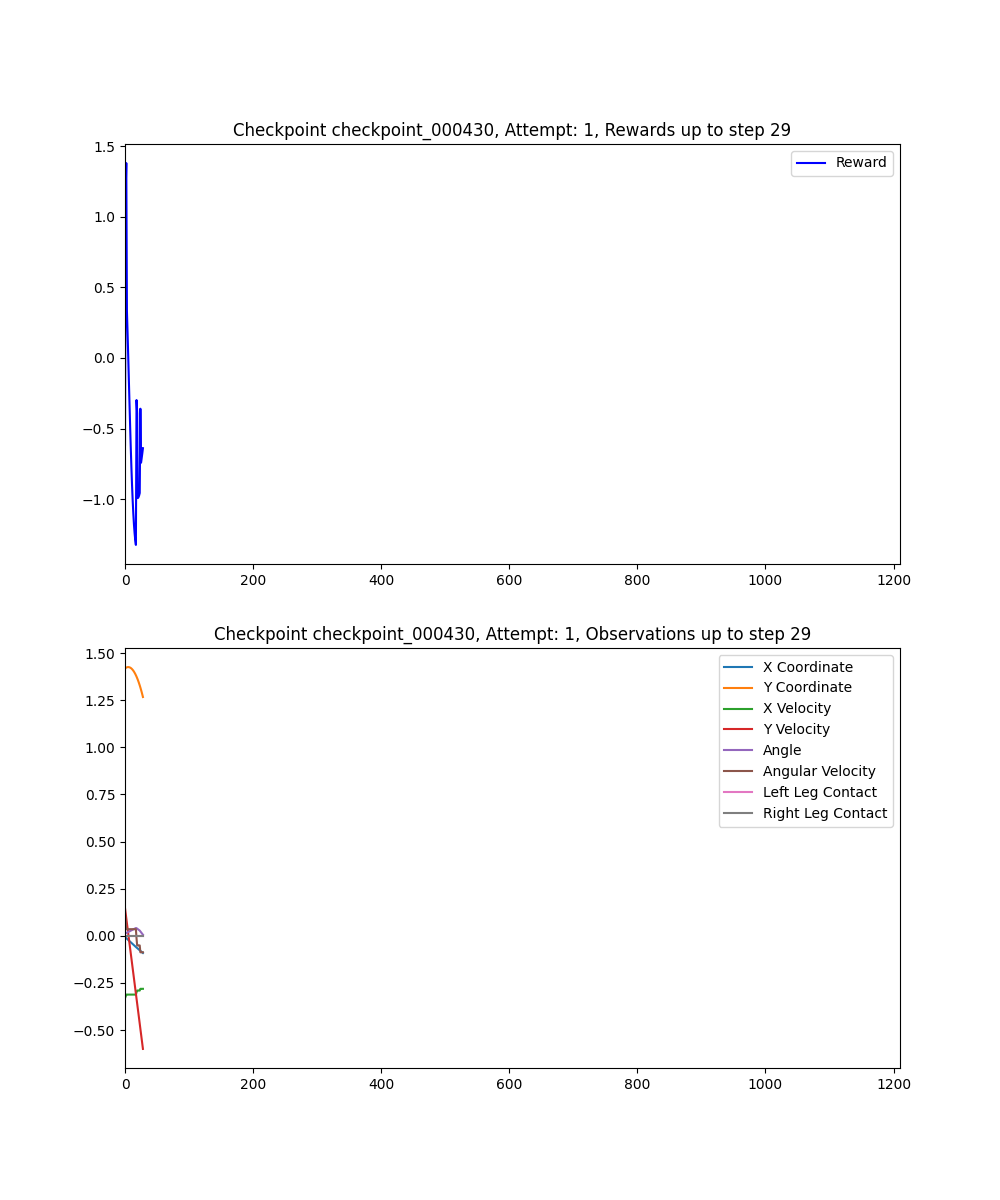 Checkpoint checkpoint_000430, Attempt: 1, Rewards up to step 29
1.5
1.0
0.5
0.0
−0.5
−1.0
Reward
0 200 400 600 800 1000 1200
Checkpoint checkpoint_000430, Attempt: 1, Observations up to step 29
1.50
1.25
1.00
0.75
0.50
0.25
0.00
−0.25
−0.50
X Coordinate
Y Coordinate
X Velocity
Y Velocity
Angle
Angular Velocity
Left Leg Contact
Right Leg Contact
0 200 400 600 800 1000 1200